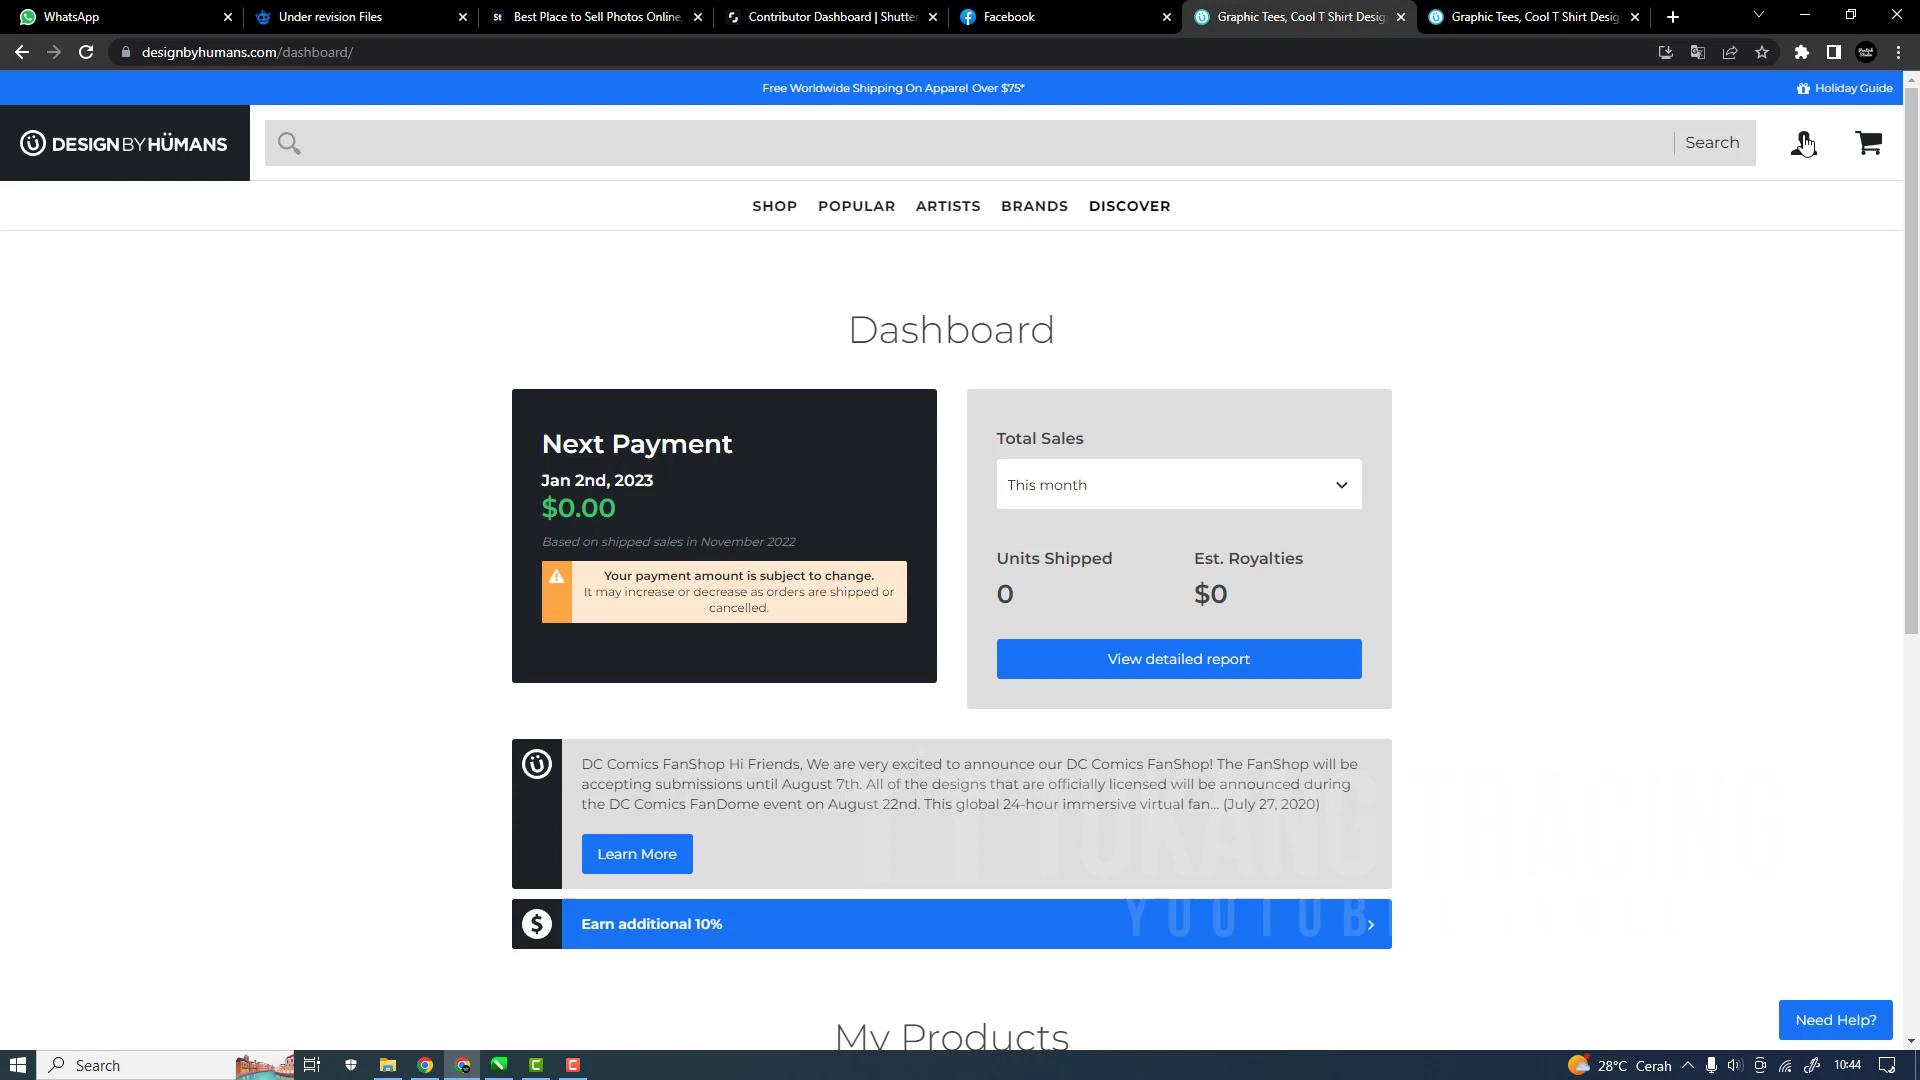 WhatsApp
Under revision Files
Best Place to Sell Photos Online,
Contributor Dashboard | Shutter
Facebook
Graphic Tees, Cool T Shirt Desig
Graphic Tees, Cool T Shirt Desig
designbyhumans.com/dashboard/
Free Worldwide Shipping On Apparel Over $75*
Holiday Guide
DESIGNBYHÜMANS
Search
SHOP
POPULAR
ARTISTS
BRANDS
DISCOVER
Dashboard
Next Payment
Jan 2nd, 2023
$0.00
Based on shipped sales in November 2022
Your payment amount is subject to change.
It may increase or decrease as orders are shipped or
cancelled.
Total Sales
This month
Units Shipped
Est. Royalties
0
$0
View detailed report
DC Comics FanShop Hi Friends, We are very excited to announce our DC Comics FanShop! The FanShop will be
accepting submissions until August 7th. All of the designs that are officially licensed will be announced during
the DC Comics FanDome event on August 22nd. This global 24-hour immersive virtual fan... (July 27, 2020)
Learn More
TUKANG TRACING
YOUTUBE CHANNEL
$ Earn additional 10%
My Products
Need Help?
Search
28°C Cerah
10:44